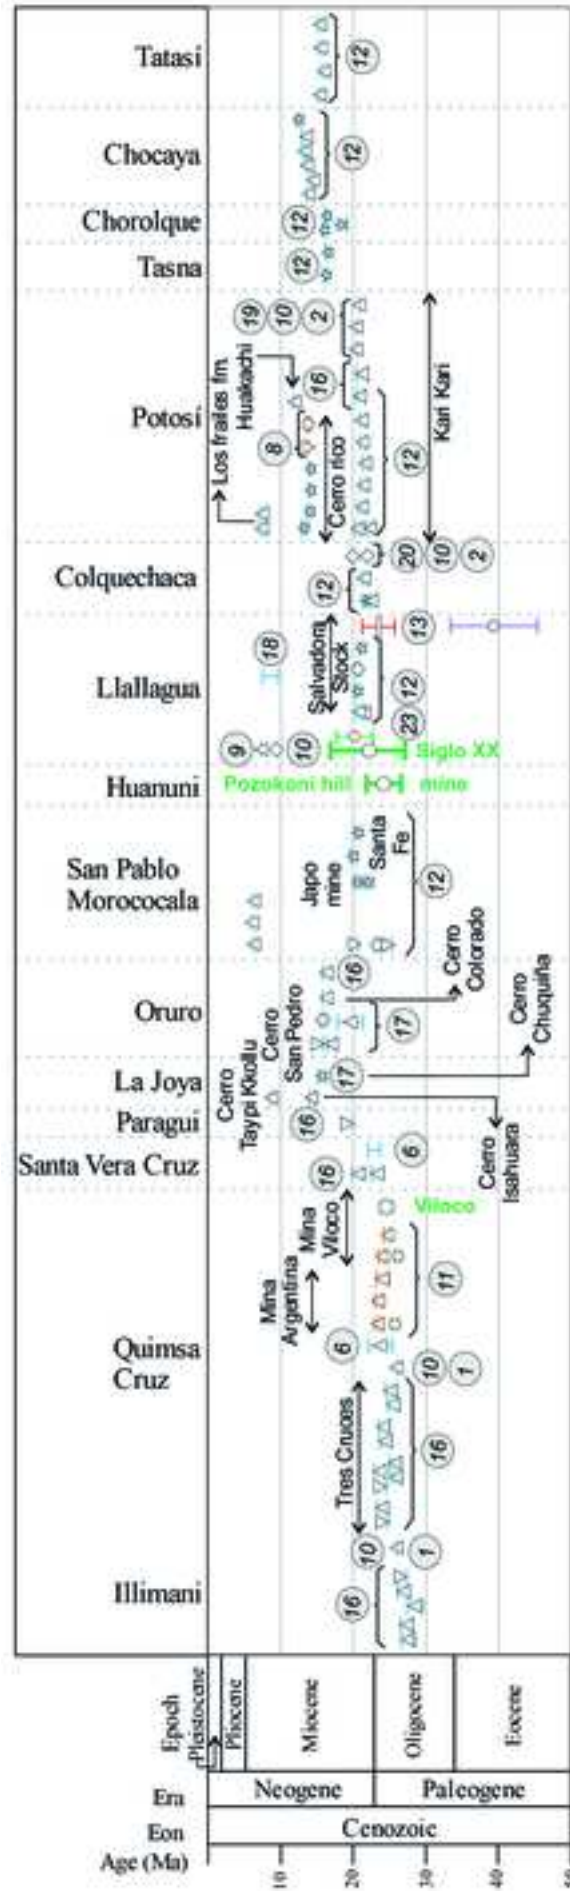 Tatasi
12
Chocaya
12
Chorolque
12
Tasna
12
Potosí
Los frailes fm.
Huakachi
19
10
2
16
8
Cerro rico
12
Kari Kari
Colquechaca
12
20
10
2
Llallagua
18
Salvadora
Stock
13
12
9
10
23
Siglo XX
Huanuni
Pozokoni hill
mine
San Pablo
Morococala
Japo
mine
Santa
Fe
12
Oruro
Cerro
San Pedro
16
17
Cerro
Colorado
La Joya
Cerro
Taypi Kkollu
17
16
Cerro
Chuquiña
Cerro
Isahuara
Paragui
Santa Vera Cruz
16
6
Quimsa
Cruz
Mina
Viloco
Viloco
Mina
Argentina
11
6
10
1
Tres Cruces
16
Illimani
10
1
16
Epoch
Pleistocene
Pliocene
Miocene
Oligocene
Eocene
Era
Neogene
Paleogene
Eon
Cenozoic
Age (Ma)
10
20
30
40
50